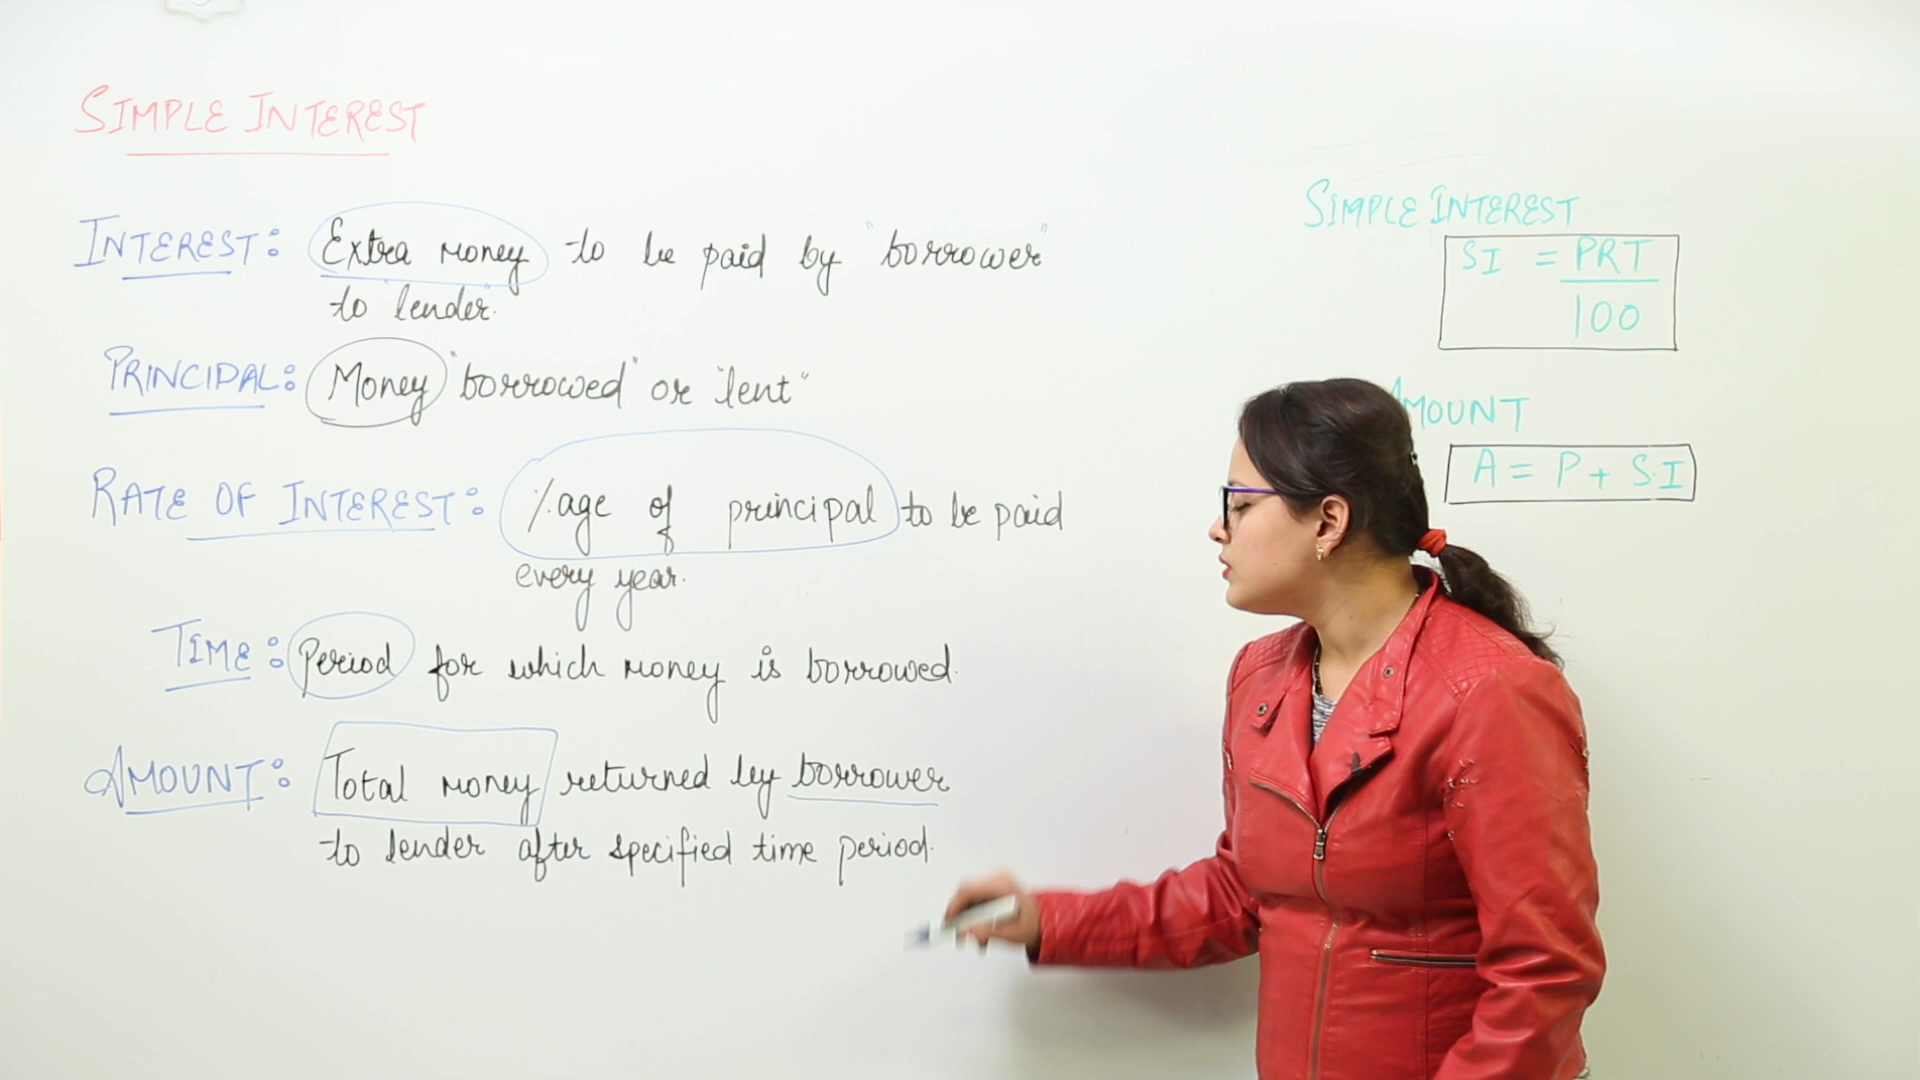 SIMPLE INTEREST
INTEREST: Extra money to be paid by "borrower"
to lender.
PRINCIPAL: Money "borrowed" or "lent"
RATE OF INTEREST: %age of principal to be paid
every year.
TIME: Period for which money is borrowed.
AMOUNT: Total money returned by borrower
to lender after specified time period.
SIMPLE INTEREST
SI = PRT
100
AMOUNT
A = P + S.I